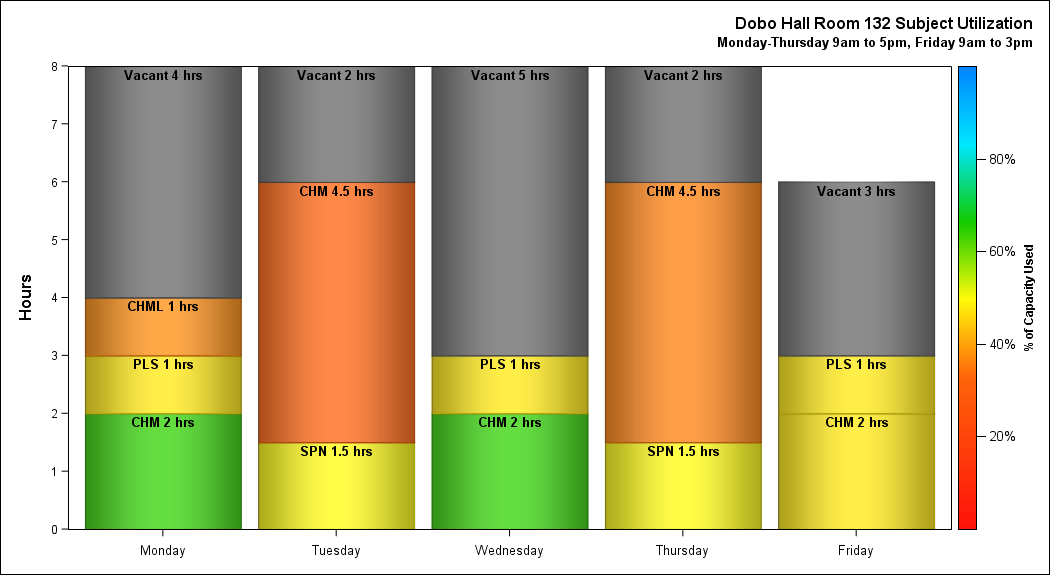 Dobo Hall Room 132 Subject Utilization
Monday-Thursday 9am to 5pm, Friday 9am to 3pm
Hours
8
7
6
5
4
3
2
1
0
Vacant 4 hrs
CHML 1 hrs
PLS 1 hrs
CHM 2 hrs
Vacant 2 hrs
CHM 4.5 hrs
SPN 1.5 hrs
Vacant 5 hrs
PLS 1 hrs
CHM 2 hrs
Vacant 2 hrs
CHM 4.5 hrs
SPN 1.5 hrs
Vacant 3 hrs
PLS 1 hrs
CHM 2 hrs
Monday
Tuesday
Wednesday
Thursday
Friday
80%
60%
40%
20%
% of Capacity Used